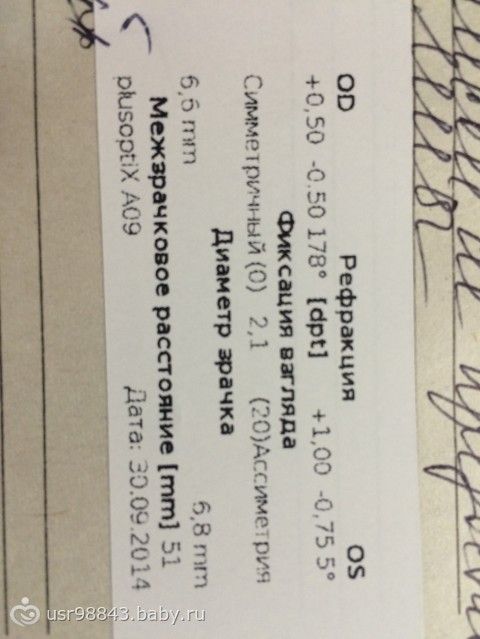 Рефракция
OD OS
+0,50 -0.50 178° [dpt] +1,00 -0,75 5°
Фиксация взгляда
Симметричный (0) 2,1 (20)Ассиметрия
Диаметр зрачка
6,6 mm 6,8 mm
Межзрачковое расстояние [mm] 51
plusoptiX A09 Дата: 30.09.2014
usr98843.baby.ru